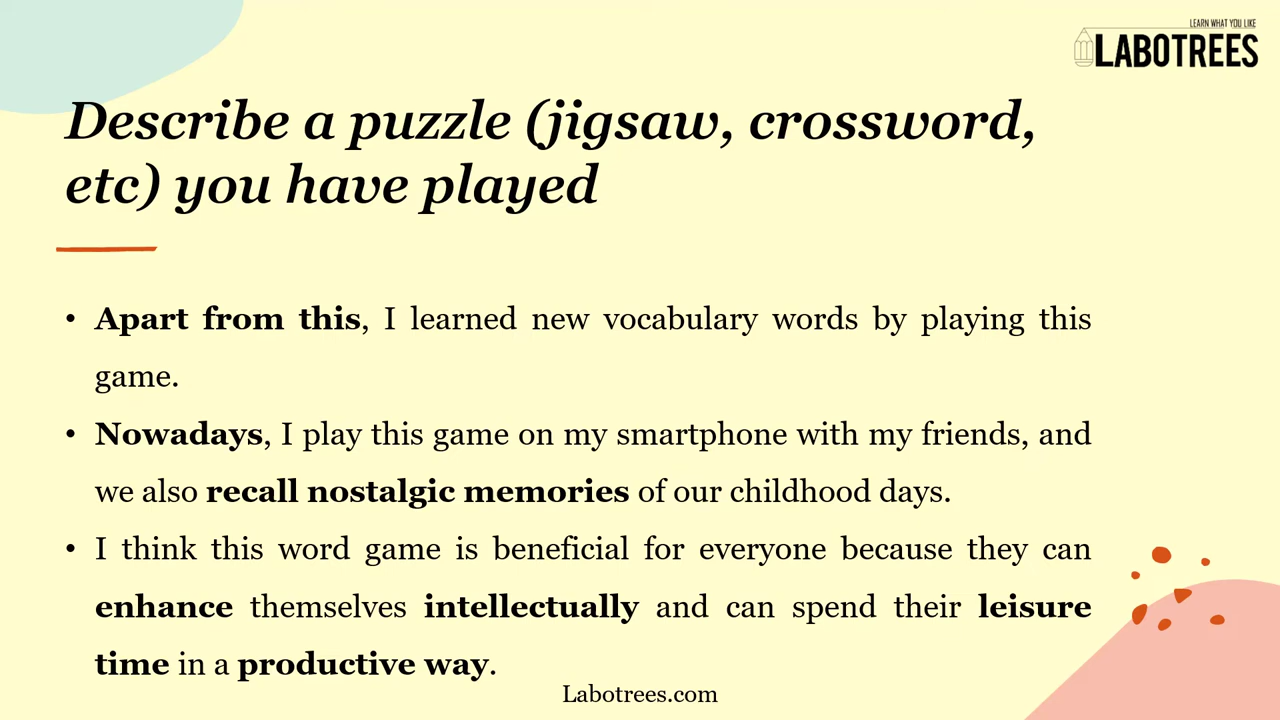 LEARN WHAT YOU LIKE
LABOTREES
Describe a puzzle (jigsaw, crossword,
etc) you have played
• Apart from this, I learned new vocabulary words by playing this
game.
• Nowadays, I play this game on my smartphone with my friends, and
we also recall nostalgic memories of our childhood days.
• I think this word game is beneficial for everyone because they can
enhance themselves intellectually and can spend their leisure
time in a productive way.
Labotrees.com